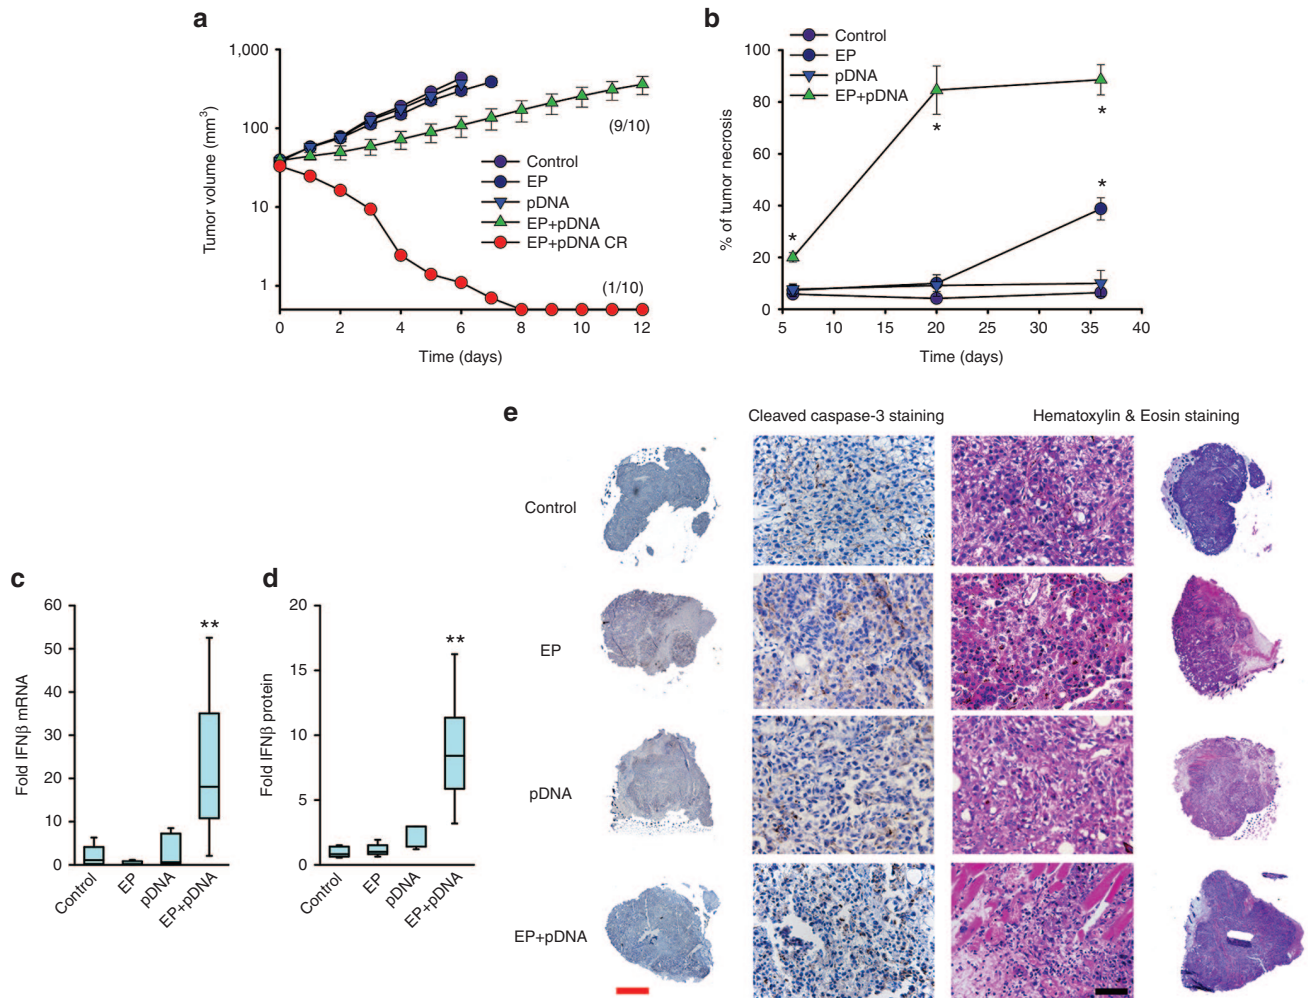 a
1,000
100
10
1
Tumor volume (mm³)
0 2 4 6 8 10 12
Time (days)
(9/10)
Control
EP
pDNA
EP+pDNA
EP+pDNA CR
(1/10)
b
Control
EP
pDNA
EP+pDNA
100
80
60
40
20
0
% of tumor necrosis
* * * *
5 10 15 20 25 30 35 40
Time (days)
c
60
50
40
30
20
10
0
Fold IFNβ mRNA
**
Control EP pDNA EP+pDNA
d
20
15
10
5
0
Fold IFNβ protein
**
Control EP pDNA EP+pDNA
e
Cleaved caspase-3 staining Hematoxylin & Eosin staining
Control
EP
pDNA
EP+pDNA